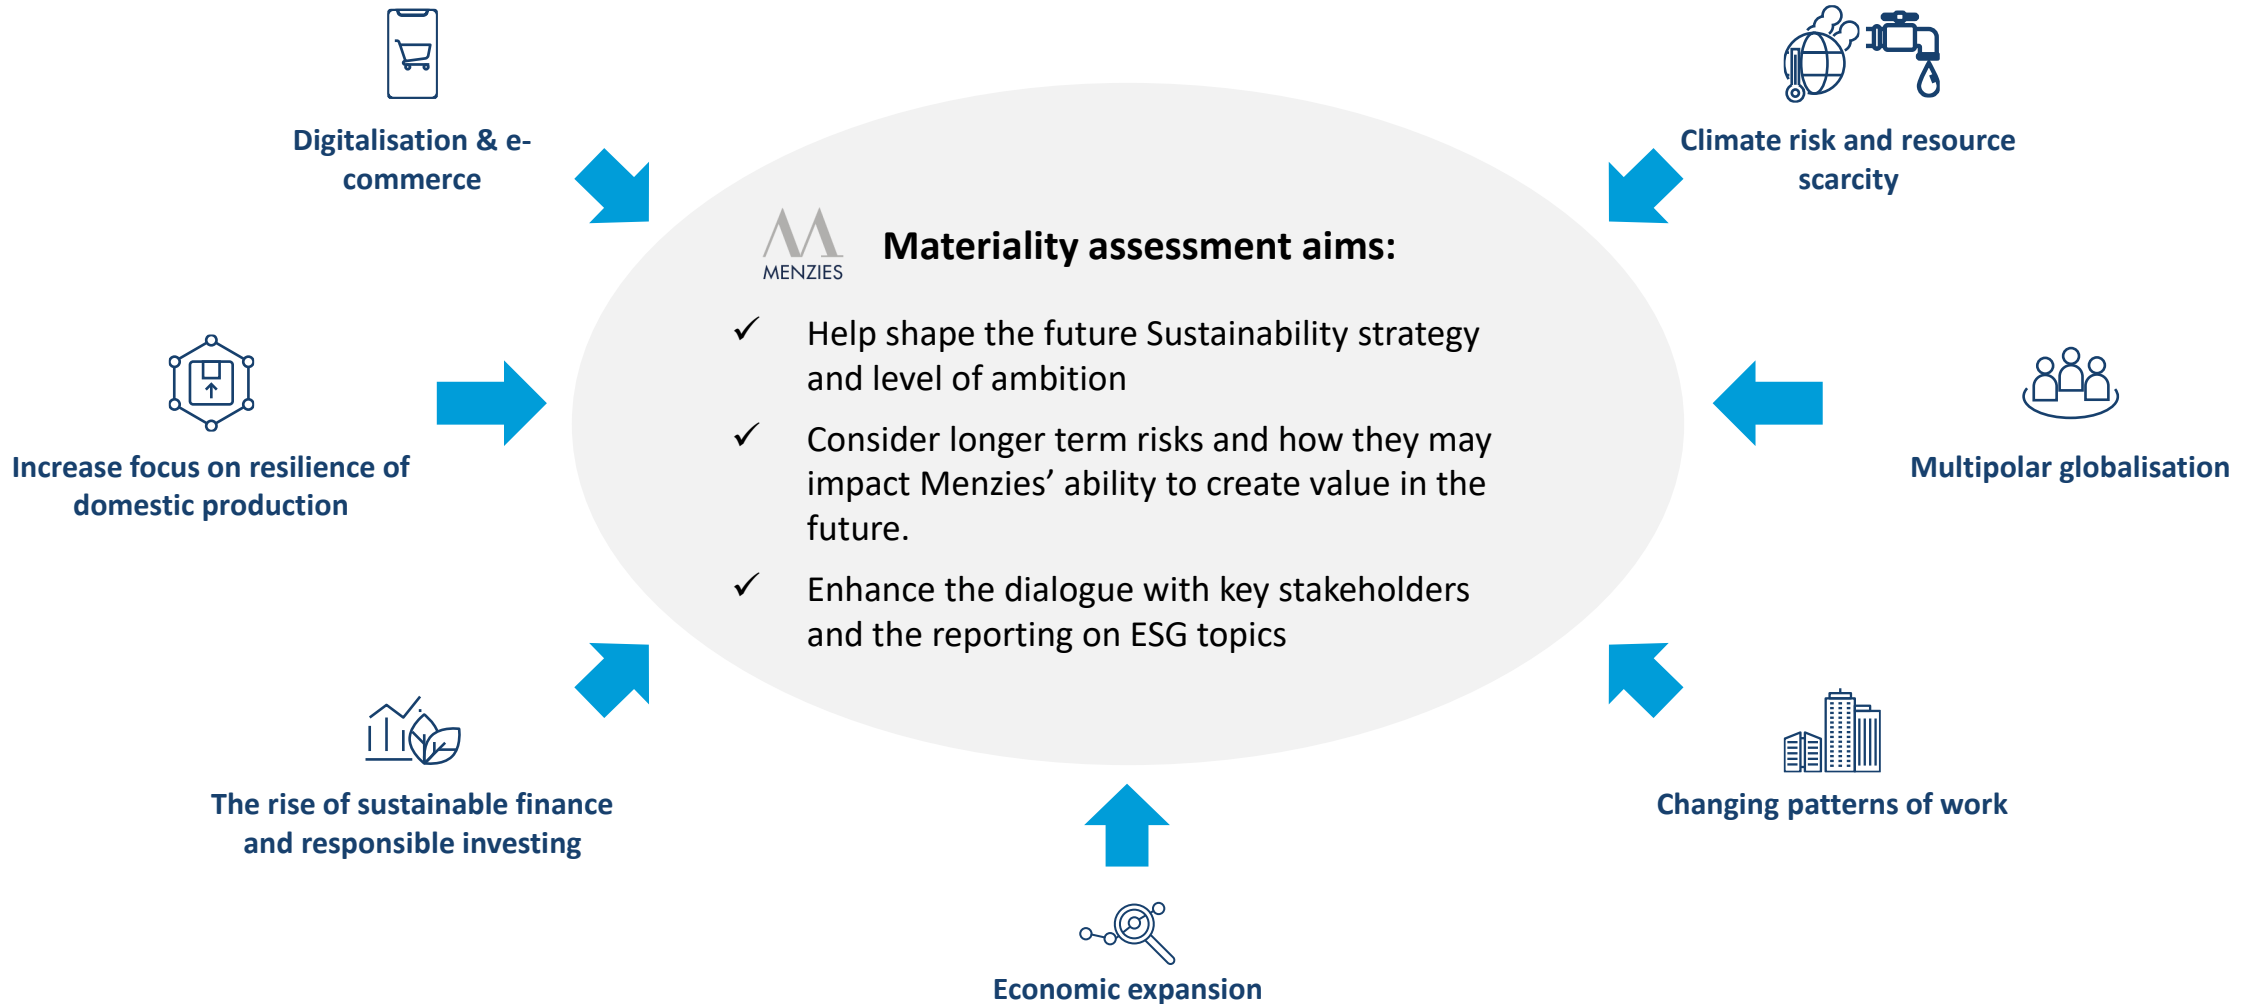 Digitalisation & e-
commerce
Climate risk and resource
scarcity
MENZIES
Materiality assessment aims:
✓ Help shape the future Sustainability strategy
and level of ambition
✓ Consider longer term risks and how they may
impact Menzies’ ability to create value in the
future.
✓ Enhance the dialogue with key stakeholders
and the reporting on ESG topics
Increase focus on resilience of
domestic production
Multipolar globalisation
The rise of sustainable finance
and responsible investing
Changing patterns of work
Economic expansion